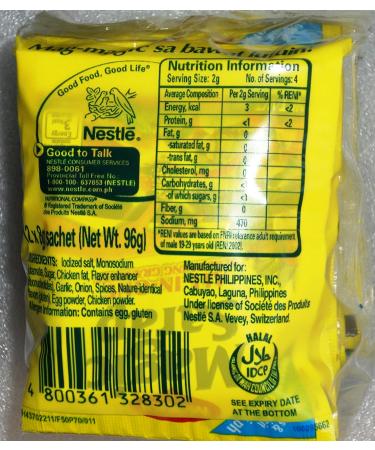 Mag-magic sa bawat
Good Food, Good Life®
Nestlé®
Good to Talk
NESTLÉ CONSUMER SERVICES
898-0061
Provincial Toll Free No.:
1-800-100-637853 (NESTLÉ)
www.nestle.com.ph
NUTRITIONAL COMPASS®
® Registered Trademark of Société
des Produits Nestlé S.A.
Nutrition Information
Serving Size: 2g No. of Servings: 4
Average Composition Per 2g Serving % RENI*
Energy, kcal 3 <2
Protein, g <1 <2
Fat, g 0
-saturated fat, g 0
-trans fat, g 0
Cholesterol, mg 0
Carbohydrates, g <1
-of which sugars, g <1
Fiber, g 0
Sodium, mg 470
*RENI values are based on FNRI reference adult requirement
of male 19-29 years old (RENI 2002).
sachet (Net Wt. 96g)
Iodized salt, Monosodium
Sugar, Chicken fat, Flavor enhancer
Garlic, Onion, Spices, Nature-identical
Egg powder, Chicken powder.
Allergen Information: Contains egg, gluten
Manufactured for:
NESTLÉ PHILIPPINES, INC.
Cabuyao, Laguna, Philippines
Under license of Société des Produits
Nestlé S.A. Vevey, Switzerland.
HALAL
حلال
IDCP
SEE EXPIRY DATE
AT THE BOTTOM
4 800361 328302